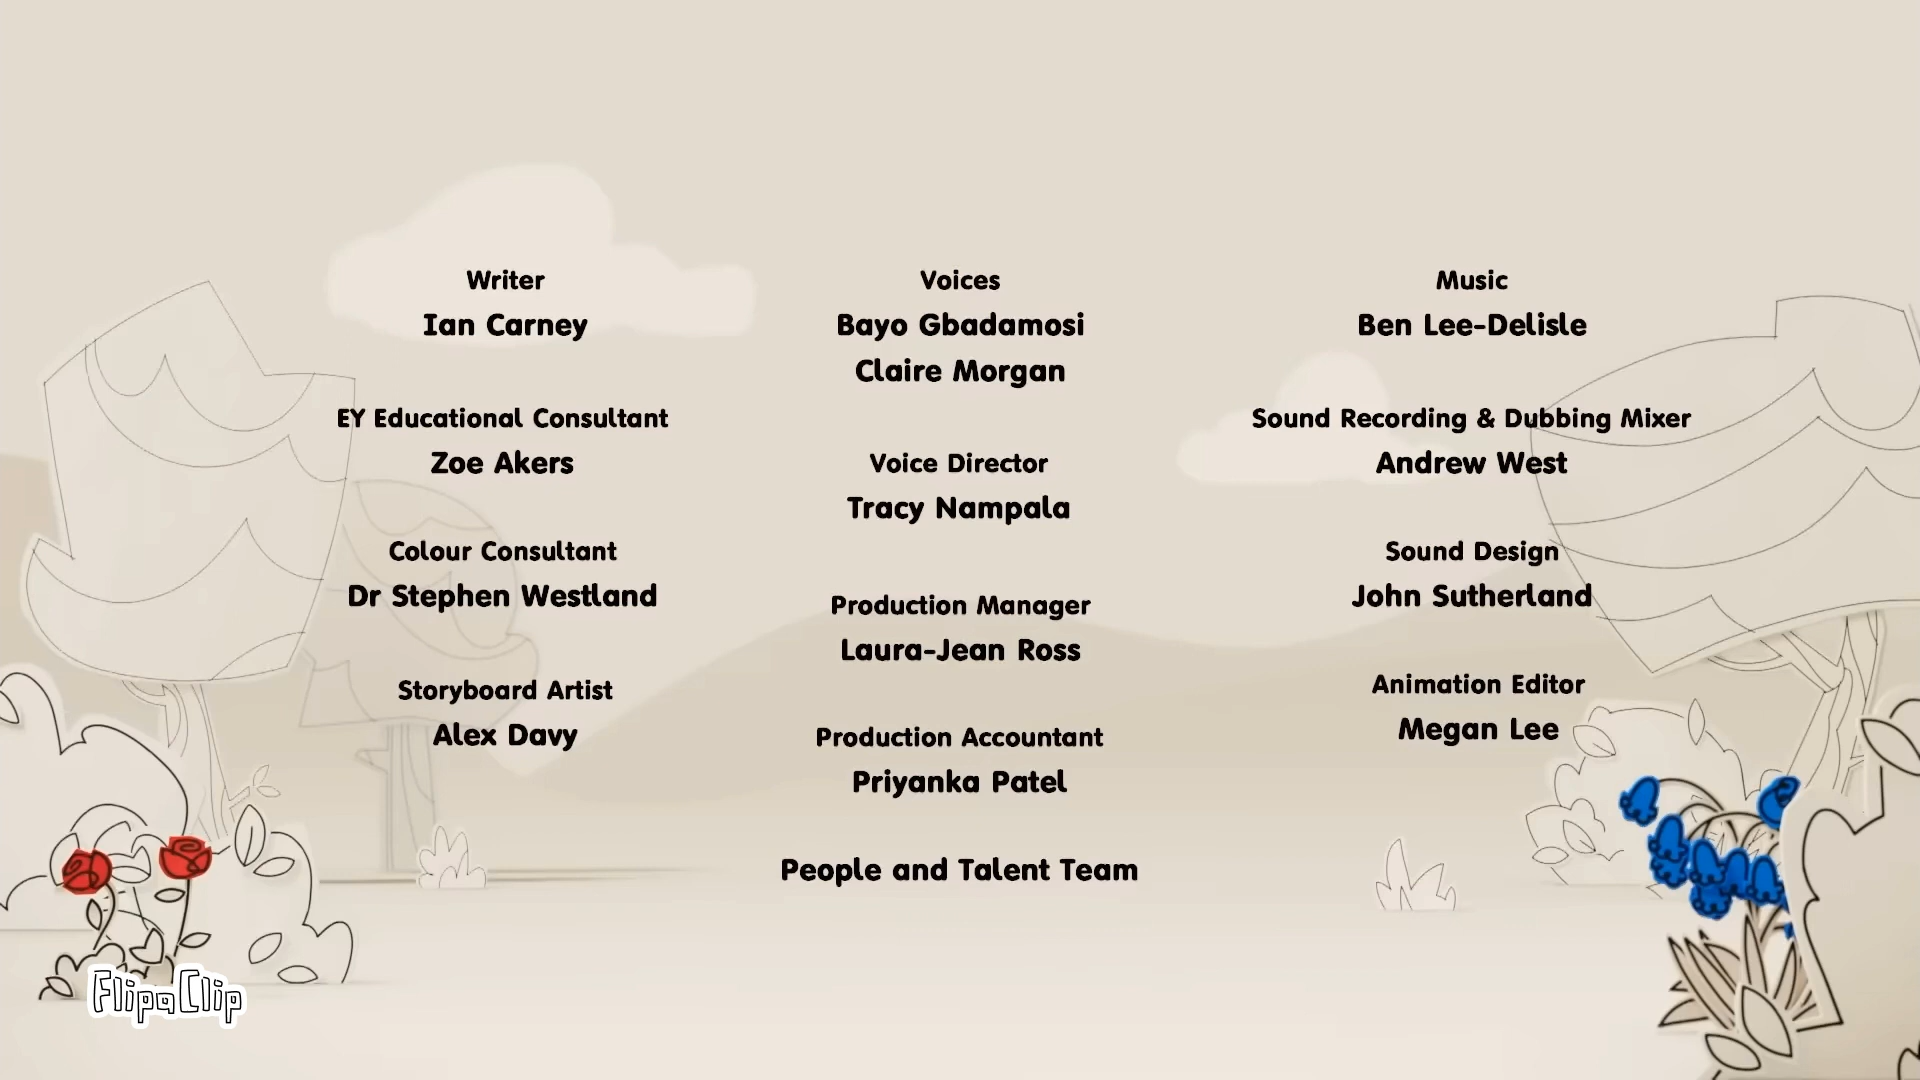 Writer
Ian Carney
EY Educational Consultant
Zoe Akers
Colour Consultant
Dr Stephen Westland
Storyboard Artist
Alex Davy
Voices
Bayo Gbadamosi
Claire Morgan
Voice Director
Tracy Nampala
Production Manager
Laura-Jean Ross
Production Accountant
Priyanka Patel
People and Talent Team
Music
Ben Lee-Delisle
Sound Recording & Dubbing Mixer
Andrew West
Sound Design
John Sutherland
Animation Editor
Megan Lee
FlipaClip